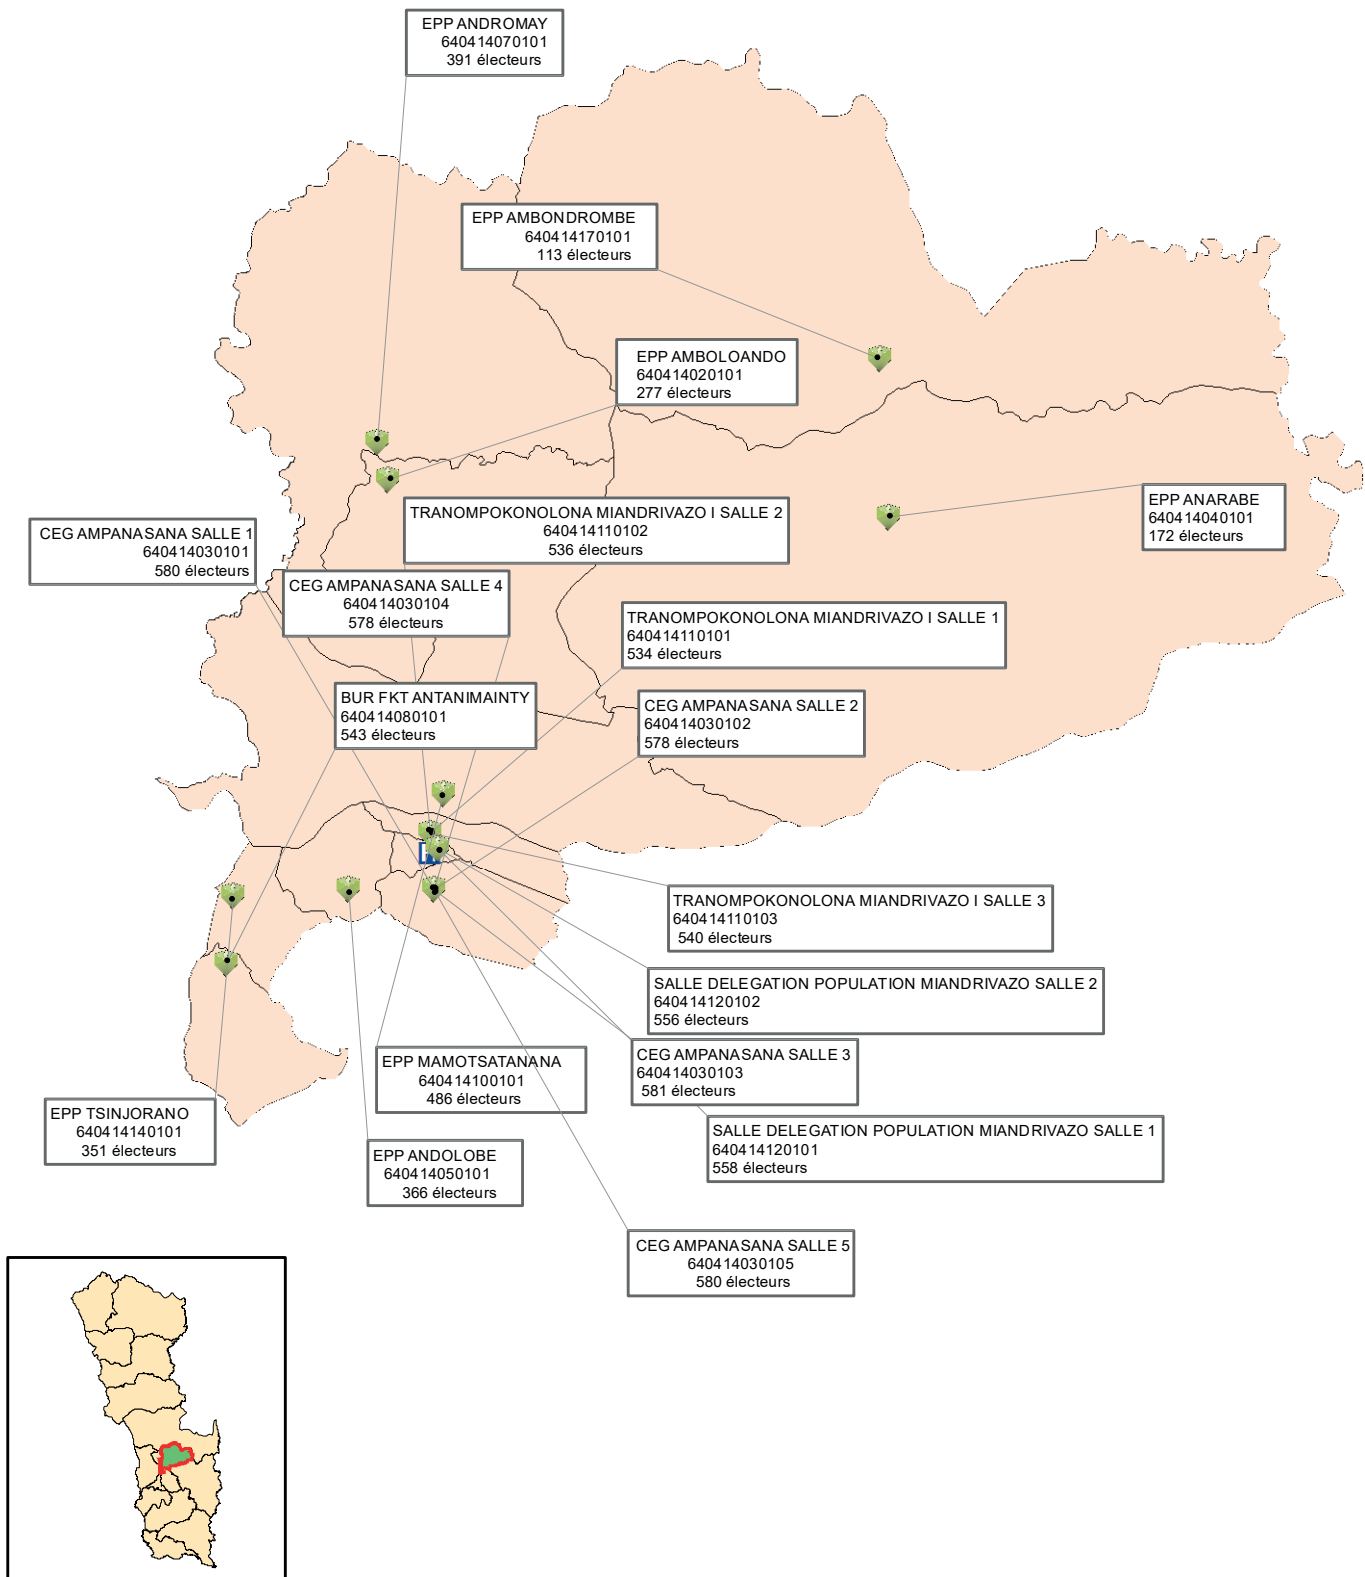 EPP ANDROMAY
640414070101
391 électeurs
EPP AMBONDROMBE
640414170101
113 électeurs
EPP AMBOLOANDO
640414020101
277 électeurs
EPP ANARABE
640414040101
172 électeurs
TRANOMPOKONOLONA MIANDRIVAZO I SALLE 2
640414110102
536 électeurs
CEG AMPANASANA SALLE 1
640414030101
580 électeurs
CEG AMPANASANA SALLE 4
640414030104
578 électeurs
TRANOMPOKONOLONA MIANDRIVAZO I SALLE 1
640414110101
534 électeurs
BUR FKT ANTANIMAINTY
640414080101
543 électeurs
CEG AMPANASANA SALLE 2
640414030102
578 électeurs
TRANOMPOKONOLONA MIANDRIVAZO I SALLE 3
640414110103
540 électeurs
SALLE DELEGATION POPULATION MIANDRIVAZO SALLE 2
640414120102
556 électeurs
CEG AMPANASANA SALLE 3
640414030103
581 électeurs
EPP MAMOTSATANANA
640414100101
486 électeurs
EPP TSINJORANO
640414140101
351 électeurs
SALLE DELEGATION POPULATION MIANDRIVAZO SALLE 1
640414120101
558 électeurs
EPP ANDOLOBE
640414050101
366 électeurs
CEG AMPANASANA SALLE 5
640414030105
580 électeurs